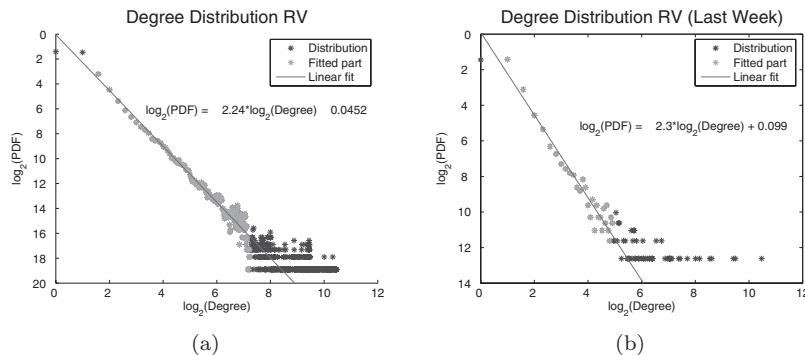 Degree Distribution RV
Distribution
Fitted part
Linear fit
log2(PDF) = 2.24*log2(Degree) 0.0452
log2(PDF)
0
2
4
6
8
10
12
14
16
18
20
0 2 4 6 8 10 12
log2(Degree)
(a)
Degree Distribution RV (Last Week)
Distribution
Fitted part
Linear fit
log2(PDF) = 2.3*log2(Degree) + 0.099
log2(PDF)
0
2
4
6
8
10
12
14
0 2 4 6 8 10 12
log2(Degree)
(b)